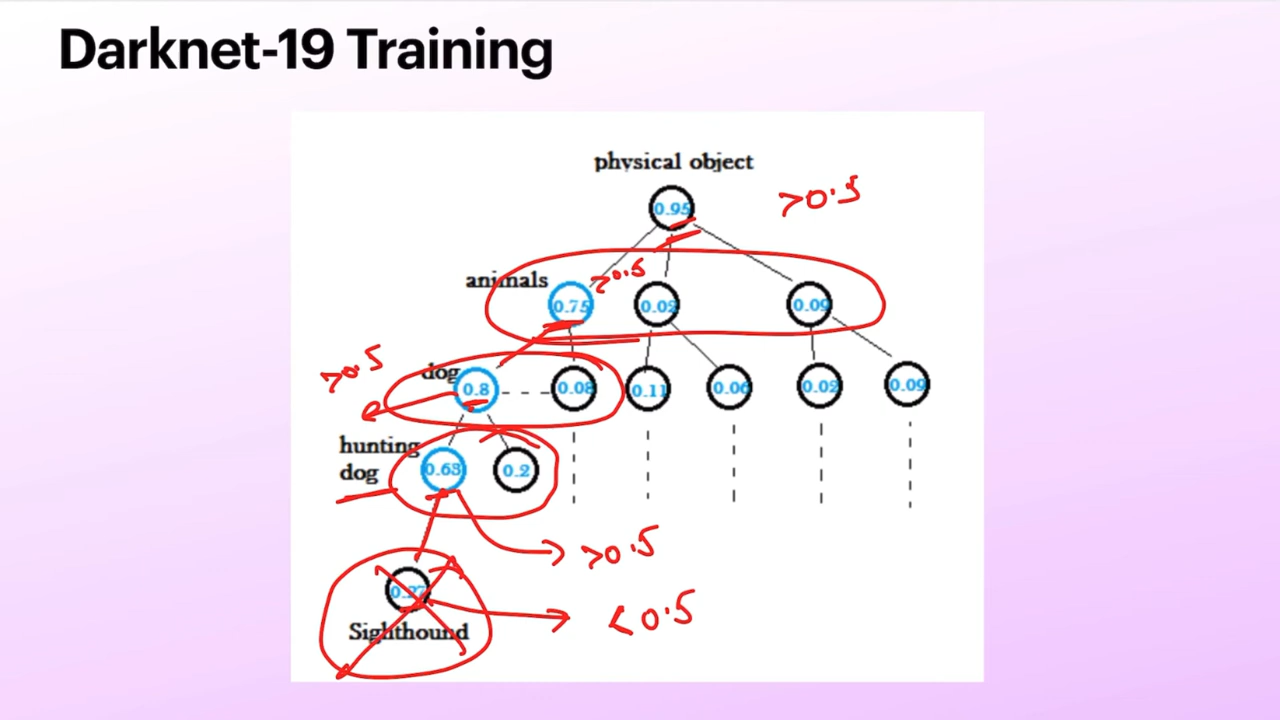 Darknet-19 Training
physical object
0.95
>0.5
animals
0.75
>0.5
0.09
>0.5
dog
0.8
0.08
0.11
0.06
0.02
0.09
hunting
dog
0.2
>0.5
<0.5
Sighthound